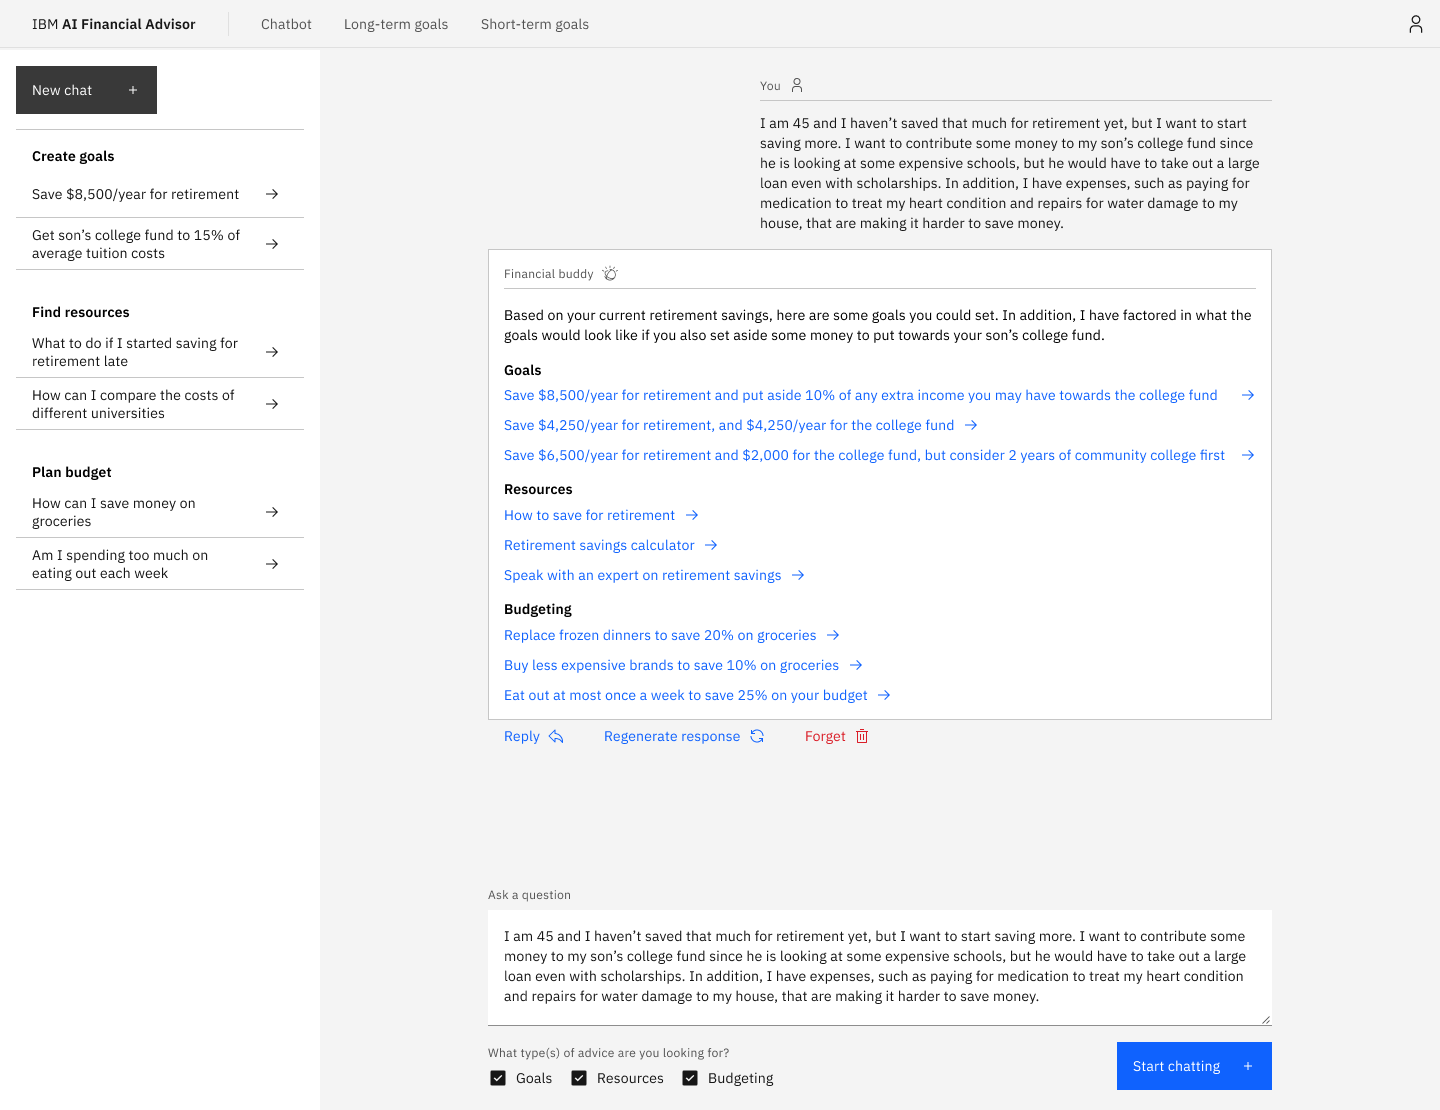 IBM AI Financial Advisor
Chatbot
Long-term goals
Short-term goals
New chat
Create goals
Save $8,500/year for retirement
Get son’s college fund to 15% of
average tuition costs
Find resources
What to do if I started saving for
retirement late
How can I compare the costs of
different universities
Plan budget
How can I save money on
groceries
Am I spending too much on
eating out each week
You
I am 45 and I haven’t saved that much for retirement yet, but I want to start
saving more. I want to contribute some money to my son’s college fund since
he is looking at some expensive schools, but he would have to take out a large
loan even with scholarships. In addition, I have expenses, such as paying for
medication to treat my heart condition and repairs for water damage to my
house, that are making it harder to save money.
Financial buddy
Based on your current retirement savings, here are some goals you could set. In addition, I have factored in what the
goals would look like if you also set aside some money to put towards your son’s college fund.
Goals
Save $8,500/year for retirement and put aside 10% of any extra income you may have towards the college fund
Save $4,250/year for retirement, and $4,250/year for the college fund
Save $6,500/year for retirement and $2,000 for the college fund, but consider 2 years of community college first
Resources
How to save for retirement
Retirement savings calculator
Speak with an expert on retirement savings
Budgeting
Replace frozen dinners to save 20% on groceries
Buy less expensive brands to save 10% on groceries
Eat out at most once a week to save 25% on your budget
Reply
Regenerate response
Forget
Ask a question
I am 45 and I haven’t saved that much for retirement yet, but I want to start saving more. I want to contribute some
money to my son’s college fund since he is looking at some expensive schools, but he would have to take out a large
loan even with scholarships. In addition, I have expenses, such as paying for medication to treat my heart condition
and repairs for water damage to my house, that are making it harder to save money.
What type(s) of advice are you looking for?
Goals
Resources
Budgeting
Start chatting